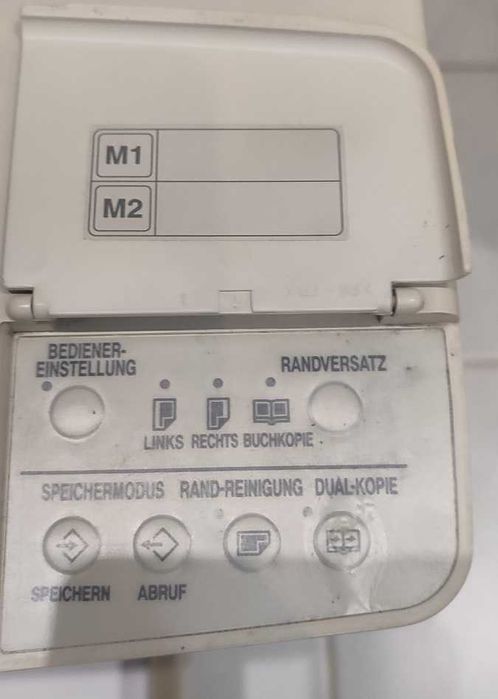 M1
M2
BEDIENER-
EINSTELLUNG
RANDVERSATZ
LINKS RECHTS BUCHKOPIE
SPEICHERMODUS RAND-REINIGUNG DUAL-KOPIE
SPEICHERN ABRUF